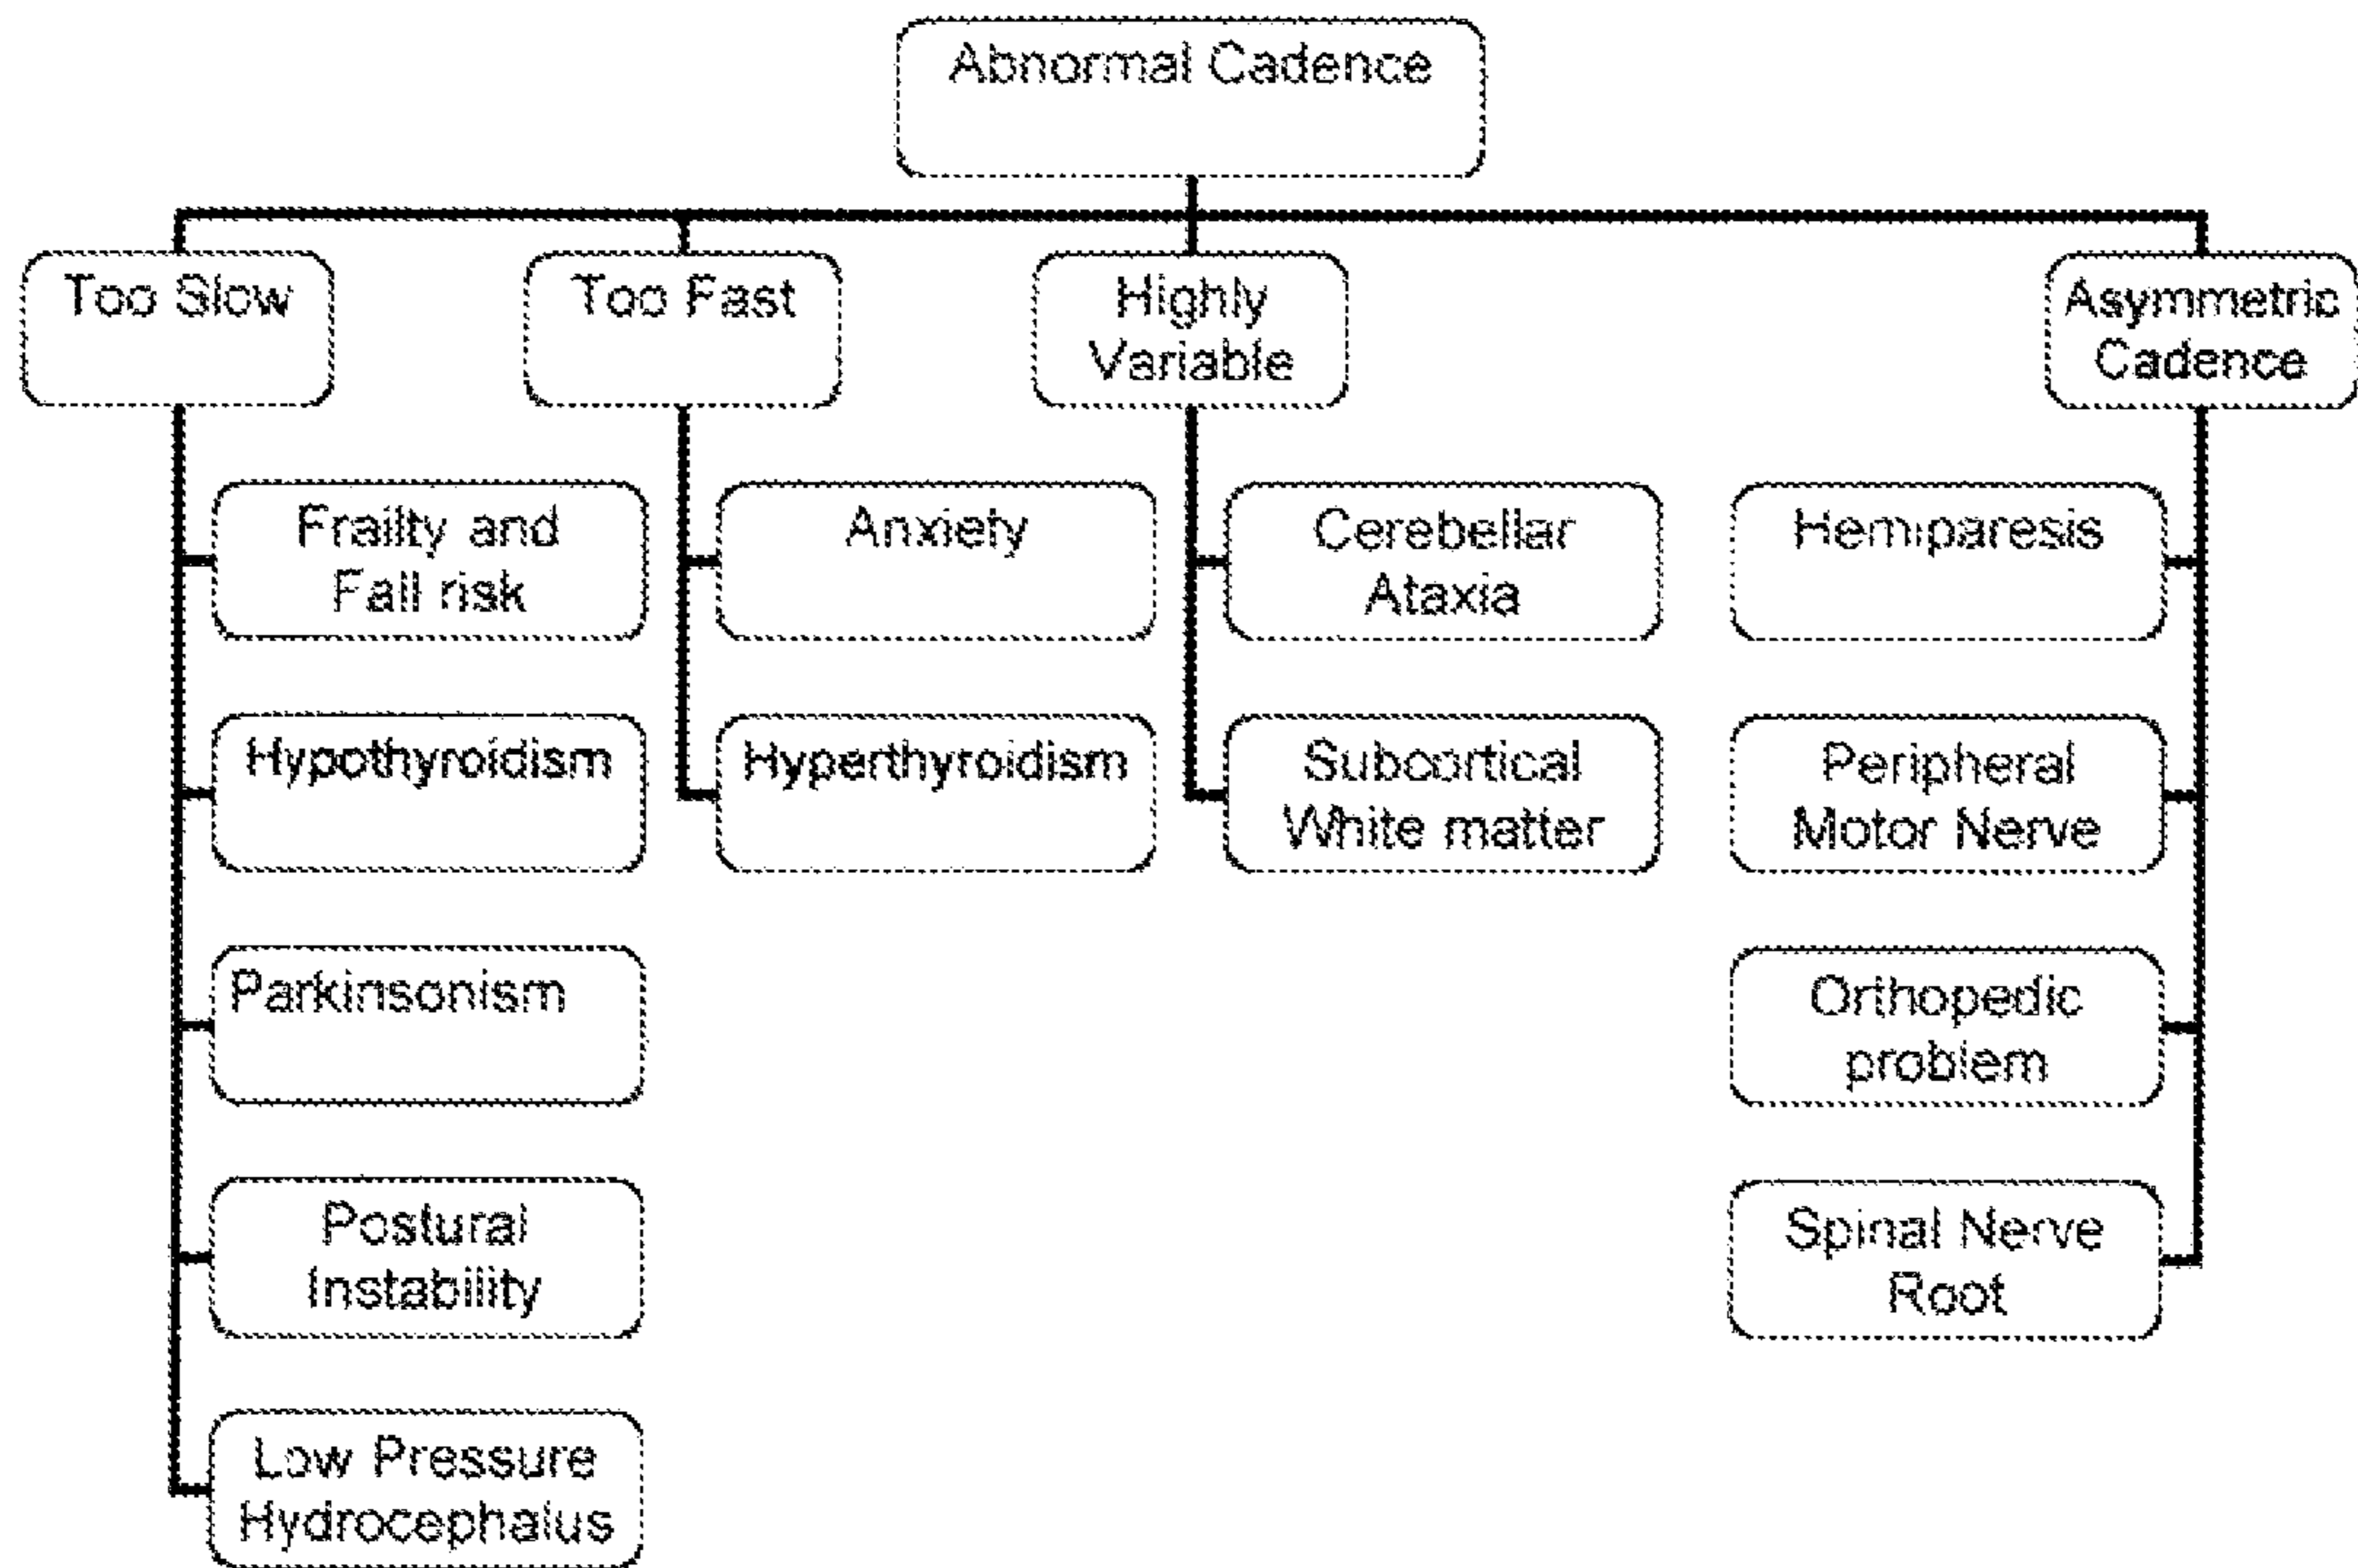 Abnormal Cadence
Too Slow
Too Fast
Highly
Variable
Asymmetric
Cadence
Frailty and
Fall risk
Hypothyroidism
Parkinsonism
Postural
Instability
Low Pressure
Hydrocephalus
Anxiety
Hyperthyroidism
Cerebellar
Ataxia
Subcortical
White matter
Hemiparesis
Peripheral
Motor Nerve
Orthopedic
problem
Spinal Nerve
Root